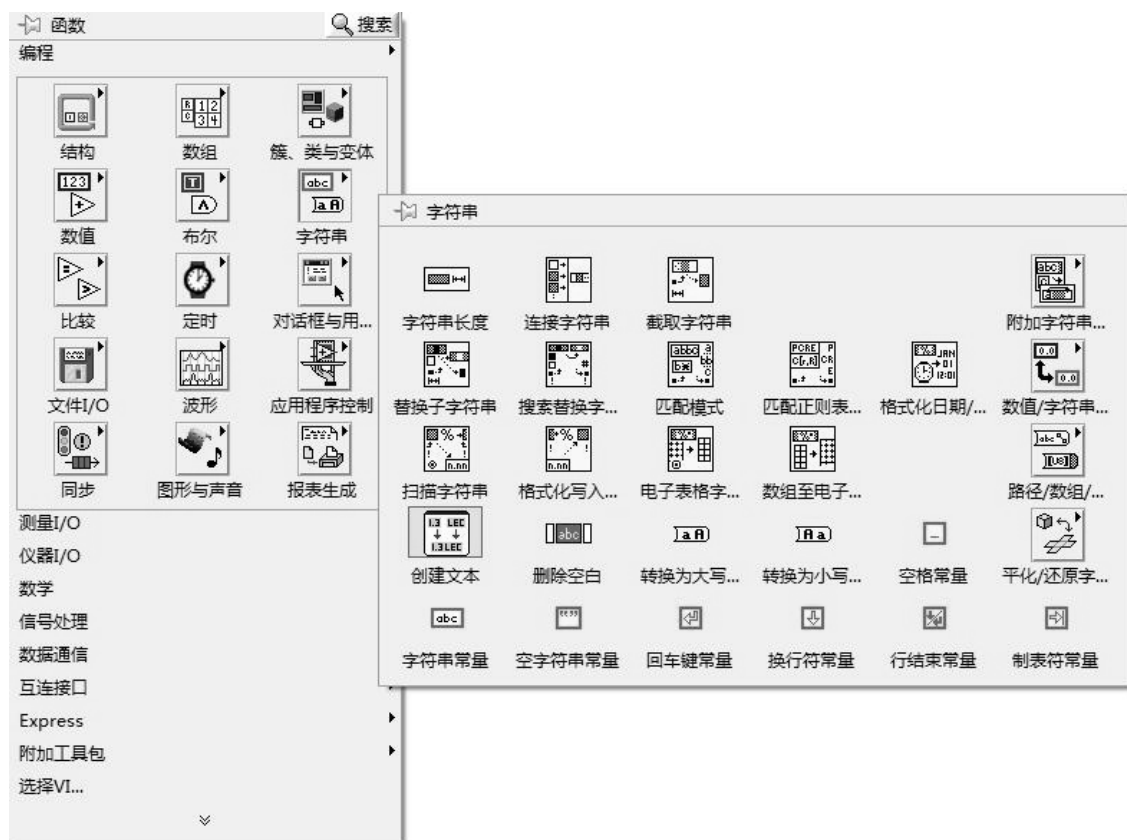 函数 搜索
编程
结构 数组 簇、类与变体
数值 布尔 字符串
比较 定时 对话框与用...
文件I/O 波形 应用程序控制
同步 图形与声音 报表生成
测量I/O
仪器I/O
数学
信号处理
数据通信
互连接口
Express
附加工具包
选择VI...
字符串
字符串长度 连接字符串 截取字符串 附加字符串...
替换子字符串 搜索替换字... 匹配模式 匹配正则表... 格式化日期/... 数值/字符串...
扫描字符串 格式化写入... 电子表格字... 数组至电子... 路径/数组/...
创建文本 删除空白 转换为大写... 转换为小写... 空格常量 平化/还原字...
字符串常量 空字符串常量 回车键常量 换行符常量 行结束常量 制表符常量